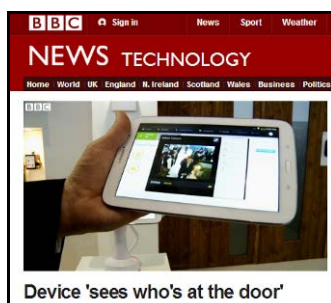 BBC Sign in News Sport Weather
NEWS TECHNOLOGY
Home World UK England N. Ireland Scotland Wales Business Politics
BBC
Device 'sees who's at the door'